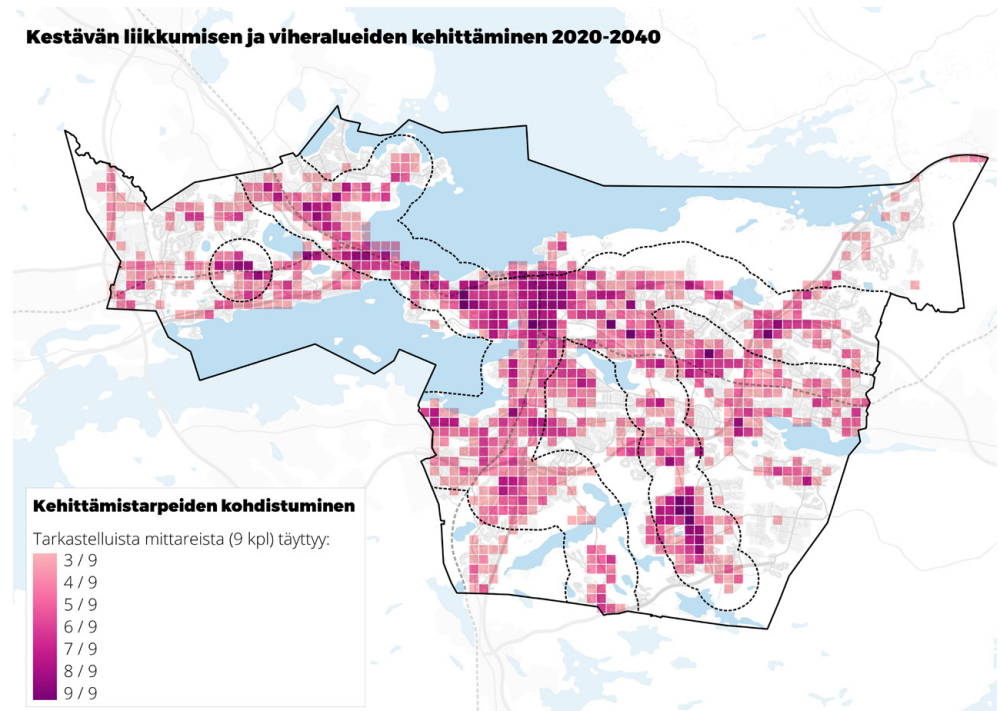 Kestävän liikkumisen ja viheralueiden kehittäminen 2020-2040
Kehittämistarpeiden kohdistuminen
Tarkastelluista mittareista (9 kpl) täyttyy:
3 / 9
4 / 9
5 / 9
6 / 9
7 / 9
8 / 9
9 / 9